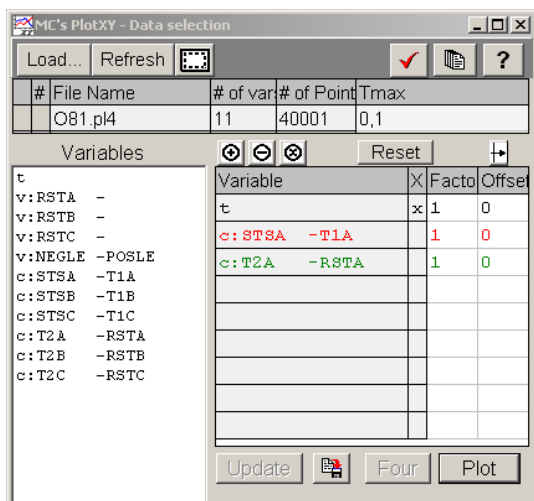 MC's PlotXY - Data selection
Load... Refresh ?
# File Name # of var: # of Point Tmax
O81.pl4 11 40001 0,1
Variables Reset
t
v:RSTA -
v:RSTB -
v:RSTC -
v:NEGLE -POSLE
c:STSA -T1A
c:STSB -T1B
c:STSC -T1C
c:T2A -RSTA
c:T2B -RSTB
c:T2C -RSTC
Variable X Facto Offset
t x 1 0
c:STSA -T1A 1 0
c:T2A -RSTA 1 0
Update Four Plot